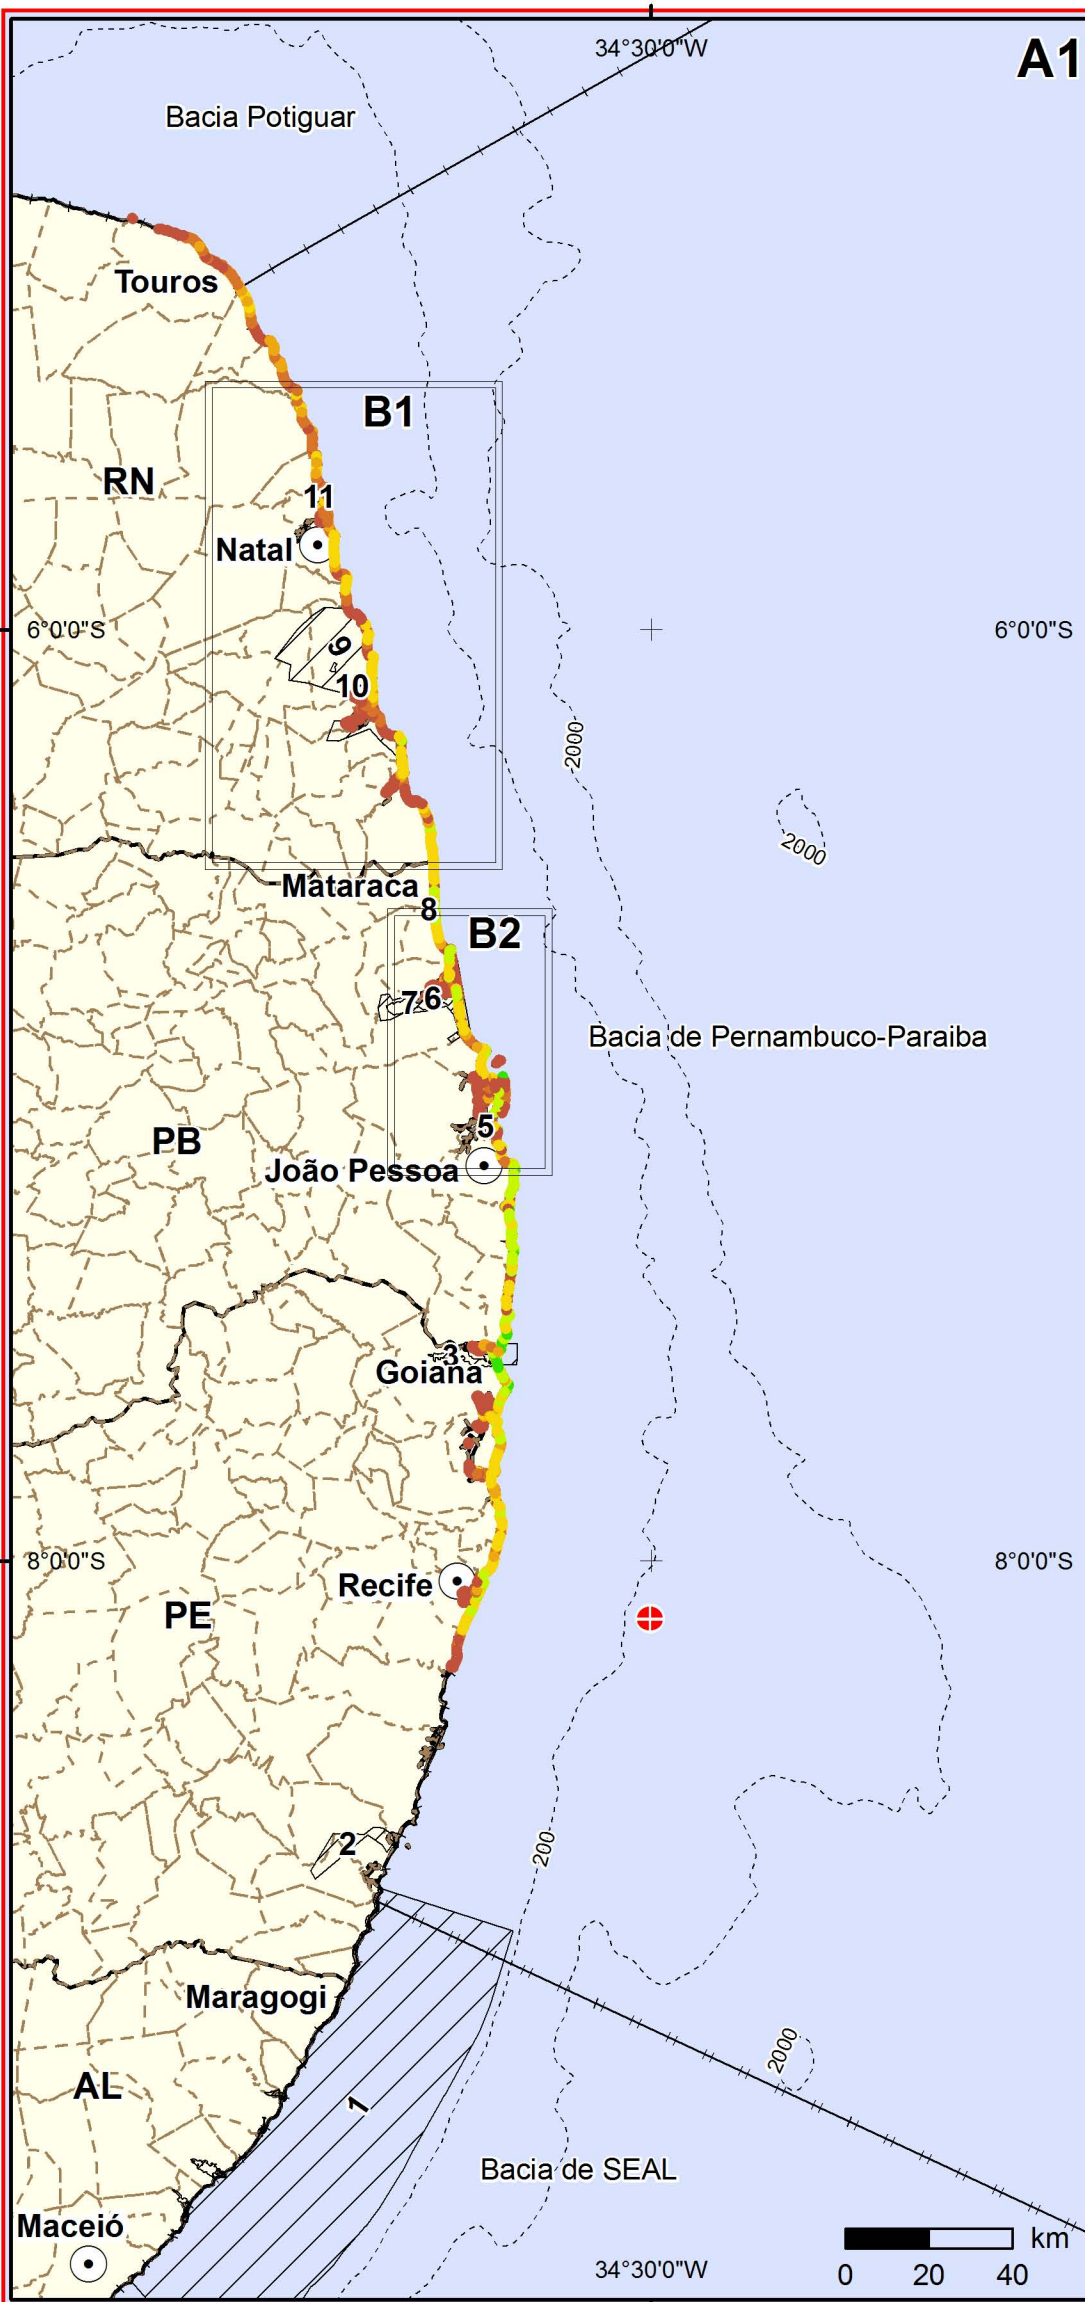 34°30'0"W
A1
Bacia Potiguar
Touros
B1
RN
11
Natal
6°0'0"S
6°0'0"S
9
10
2000
2000
Mataraca
8
B2
7
6
Bacia de Pernambuco-Paraiba
5
PB
João Pessoa
3
Goiana
8°0'0"S
8°0'0"S
Recife
PE
2
200
Maragogi
2000
AL
1
Bacia de SEAL
Maceió
km
34°30'0"W
0 20 40